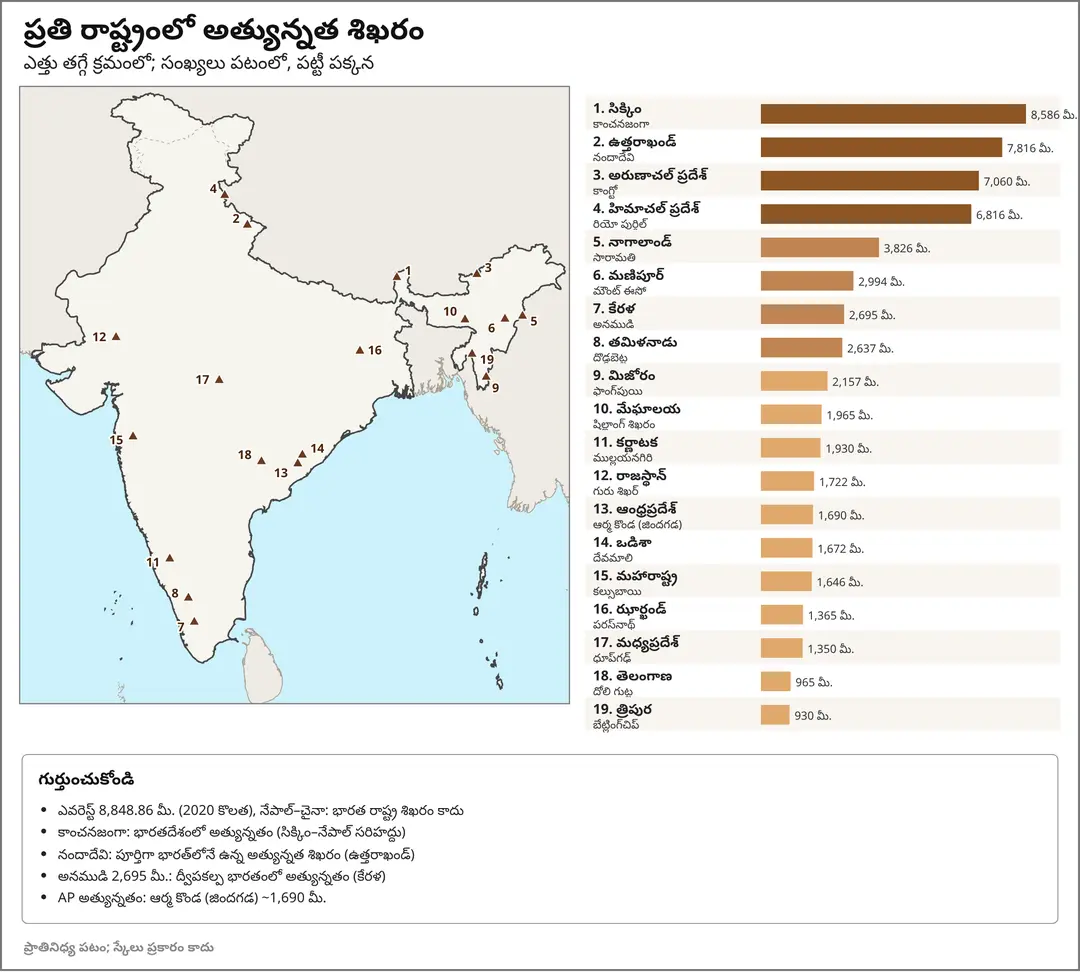 ప్రతి రాష్ట్రంలో అత్యున్నత శిఖరం
ఎత్తు తగ్గే క్రమంలో; సంఖ్యలు పటంలో, పట్టీ పక్కన
4
2
1
3
10
6
5
12
16
19
9
17
15
18
14
13
11
8
7
1. సిక్కిం
కాంచనజంగా
8,586 మీ.
2. ఉత్తరాఖండ్
నందాదేవి
7,816 మీ.
3. అరుణాచల్ ప్రదేశ్
కాంగ్టో
7,060 మీ.
4. హిమాచల్ ప్రదేశ్
రియో పుర్గిల్
6,816 మీ.
5. నాగాలాండ్
సారామతి
3,826 మీ.
6. మణిపూర్
మౌంట్ ఈసో
2,994 మీ.
7. కేరళ
అనముడి
2,695 మీ.
8. తమిళనాడు
దొడ్డబెట్ట
2,637 మీ.
9. మిజోరం
ఫాంగ్‌పుయి
2,157 మీ.
10. మేఘాలయ
షిల్లాంగ్ శిఖరం
1,965 మీ.
11. కర్ణాటక
ముల్లయనగిరి
1,930 మీ.
12. రాజస్థాన్
గురు శిఖర్
1,722 మీ.
13. ఆంధ్రప్రదేశ్
ఆర్మ కొండ (జిందగడ)
1,690 మీ.
14. ఒడిశా
దేవమాలి
1,672 మీ.
15. మహారాష్ట్ర
కల్సుబాయి
1,646 మీ.
16. ఝార్ఖండ్
పరస్‌నాథ్
1,365 మీ.
17. మధ్యప్రదేశ్
ధూప్‌గఢ్
1,350 మీ.
18. తెలంగాణ
దోలి గుట్ట
965 మీ.
19. త్రిపుర
బేట్లింగ్‌చిప్
930 మీ.
గుర్తుంచుకోండి
• ఎవరెస్ట్ 8,848.86 మీ. (2020 కొలత), నేపాల్–చైనా: భారత రాష్ట్ర శిఖరం కాదు
• కాంచనజంగా: భారతదేశంలో అత్యున్నతం (సిక్కిం–నేపాల్ సరిహద్దు)
• నందాదేవి: పూర్తిగా భారత్‌లోనే ఉన్న అత్యున్నత శిఖరం (ఉత్తరాఖండ్)
• అనముడి 2,695 మీ.: ద్వీపకల్ప భారతంలో అత్యున్నతం (కేరళ)
• AP అత్యున్నతం: ఆర్మ కొండ (జిందగడ) ~1,690 మీ.
ప్రాతినిధ్య పటం; స్కేలు ప్రకారం కాదు